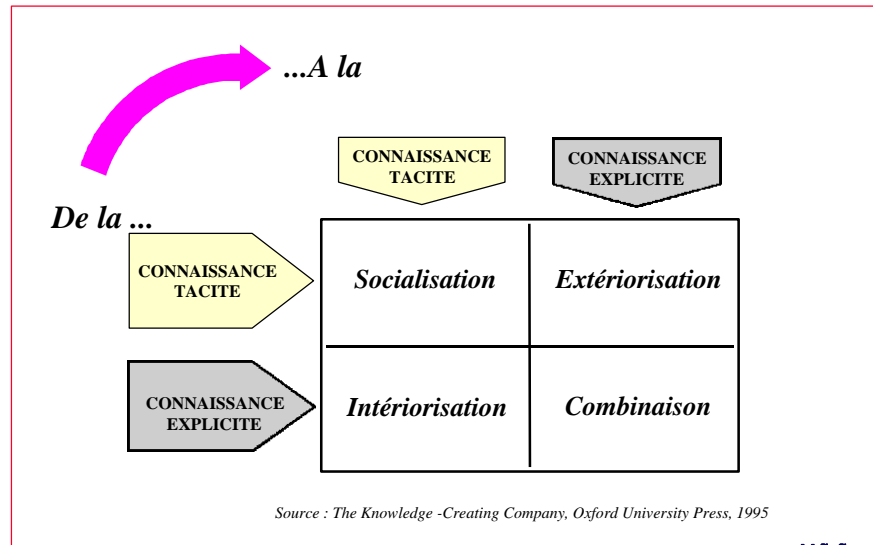 ...A la
CONNAISSANCE
TACITE
CONNAISSANCE
EXPLICITE
De la ...
CONNAISSANCE
TACITE
Socialisation
Extériorisation
CONNAISSANCE
EXPLICITE
Intériorisation
Combinaison
Source : The Knowledge -Creating Company, Oxford University Press, 1995